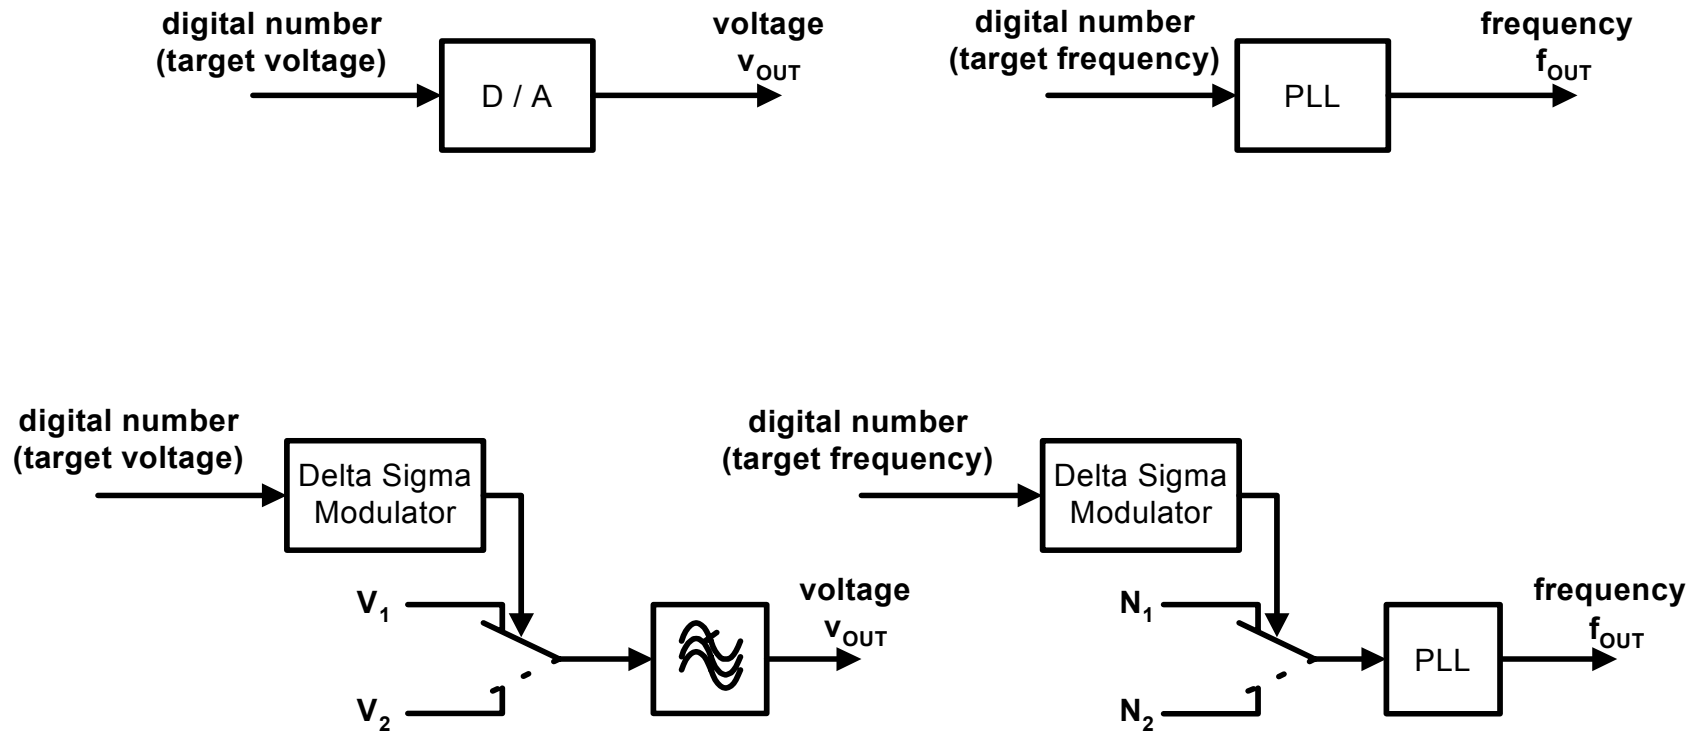 digital number
(target voltage)
D / A
voltage
vOUT
digital number
(target frequency)
PLL
frequency
fOUT
digital number
(target voltage)
Delta Sigma
Modulator
V1
V2
voltage
vOUT
digital number
(target frequency)
Delta Sigma
Modulator
N1
N2
PLL
frequency
fOUT